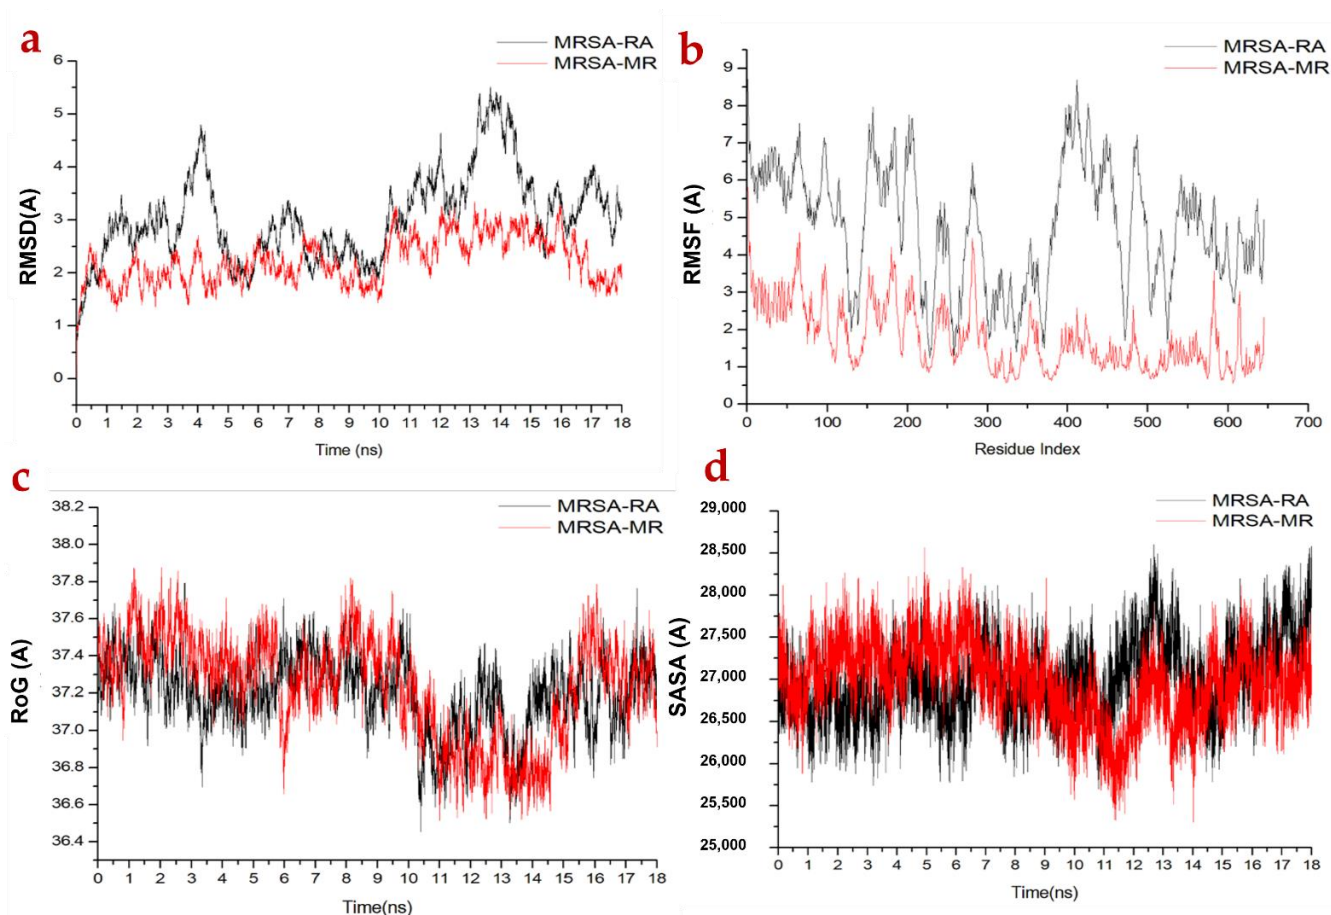 a
MRSA-RA
MRSA-MR
6
5
4
3
2
1
0
RMSD(A)
0 1 2 3 4 5 6 7 8 9 10 11 12 13 14 15 16 17 18
Time (ns)
b
MRSA-RA
MRSA-MR
9
8
7
6
5
4
3
2
1
0
RMSF (A)
0 100 200 300 400 500 600 700
Residue Index
c
MRSA-RA
MRSA-MR
38.2
38.0
37.8
37.6
37.4
37.2
37.0
36.8
36.6
36.4
RoG (A)
0 1 2 3 4 5 6 7 8 9 10 11 12 13 14 15 16 17 18
Time(ns)
d
MRSA-RA
MRSA-MR
29,000
28,500
28,000
27,500
27,000
26,500
26,000
25,500
25,000
SASA (A)
0 1 2 3 4 5 6 7 8 9 10 11 12 13 14 15 16 17 18
Time(ns)